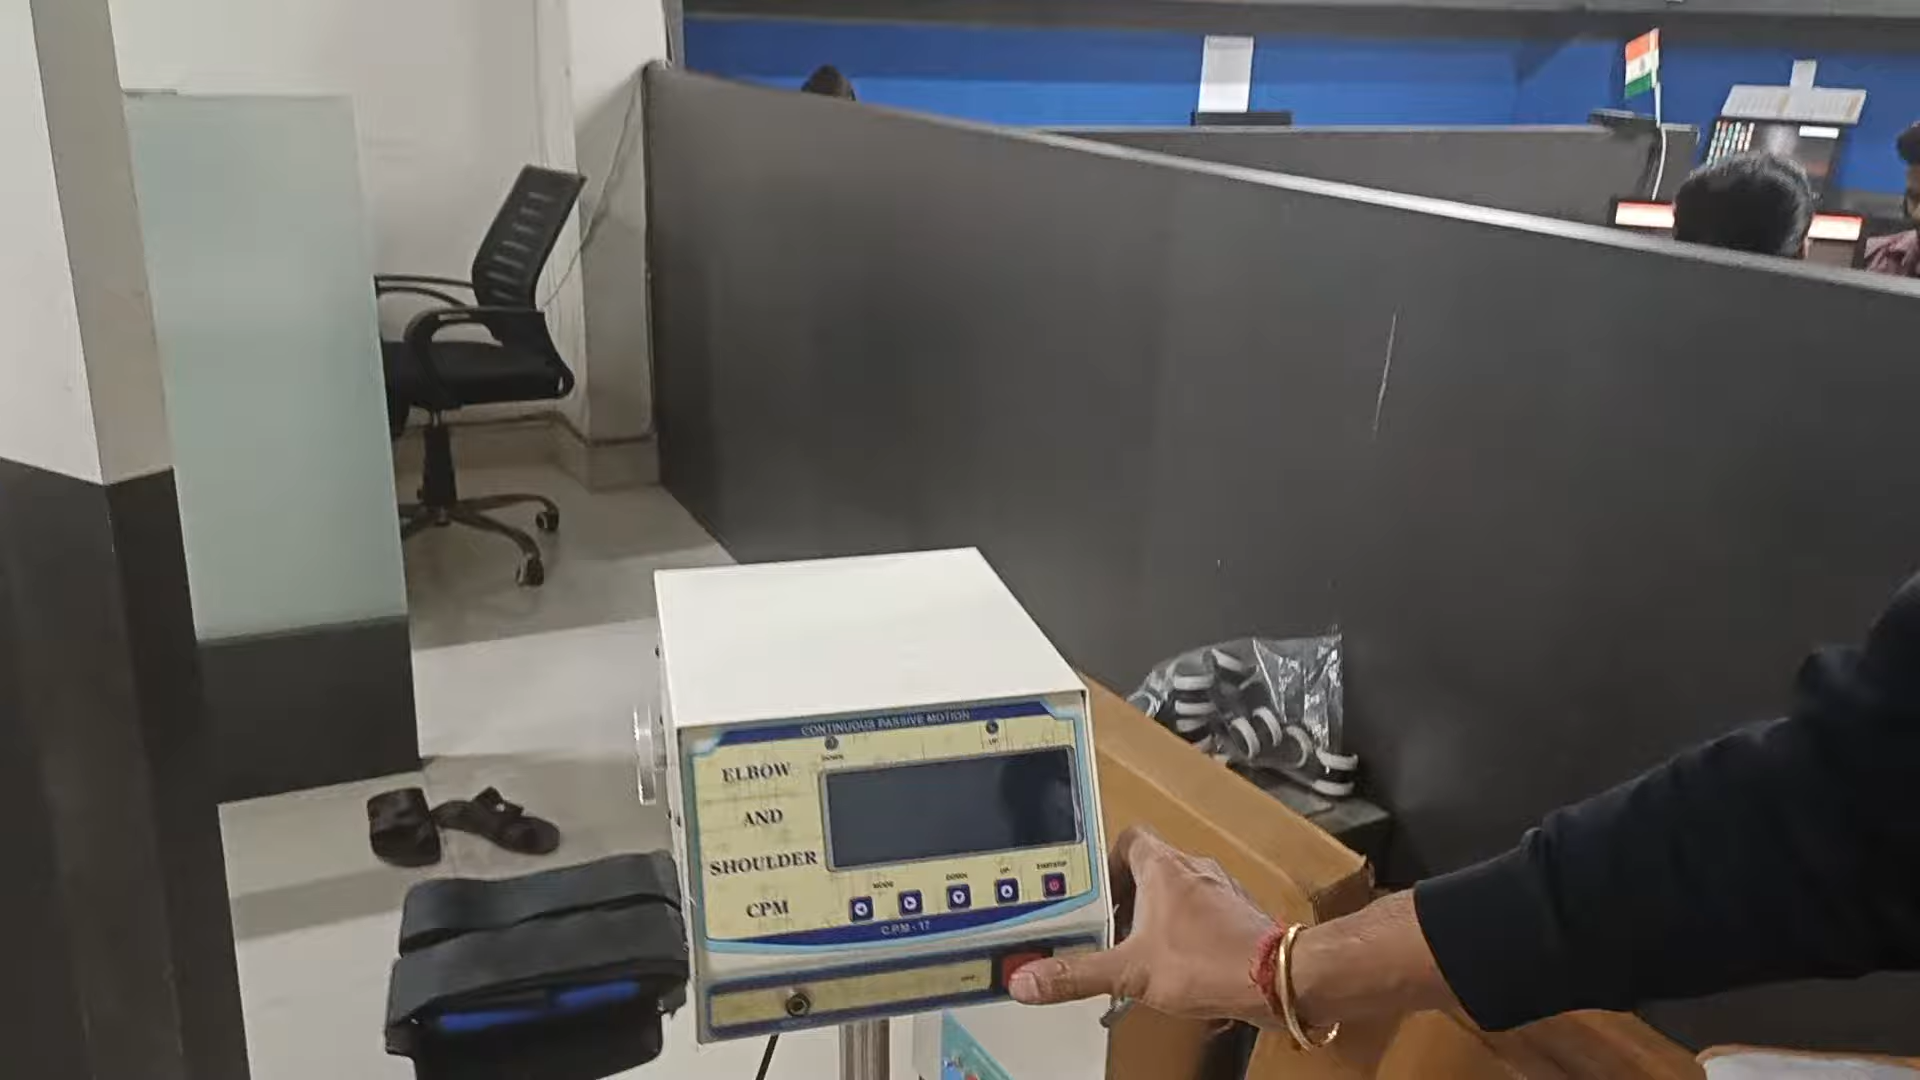 CONTINUOUS PASSIVE MOTION
DOWN
UP
ELBOW
AND
SHOULDER
CPM
MODE
DOWN
UP
START/STOP
C.P.M - 17